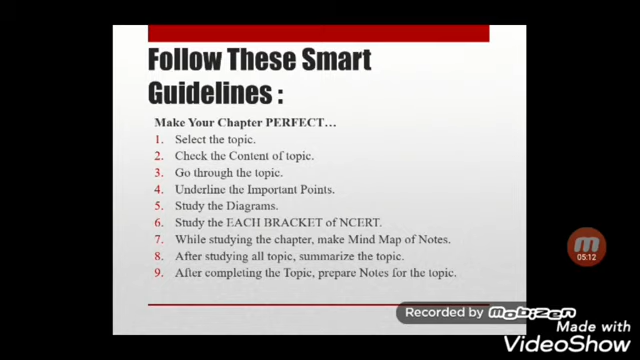 Follow These Smart
Guidelines :
Make Your Chapter PERFECT...
1. Select the topic.
2. Check the Content of topic.
3. Go through the topic.
4. Underline the Important Points.
5. Study the Diagrams.
6. Study the EACH BRACKET of NCERT.
7. While studying the chapter, make Mind Map of Notes.
8. After studying all topic, summarize the topic.
9. After completing the Topic, prepare Notes for the topic.
M
05:12
Recorded by mobizen
Made with
VideoShow